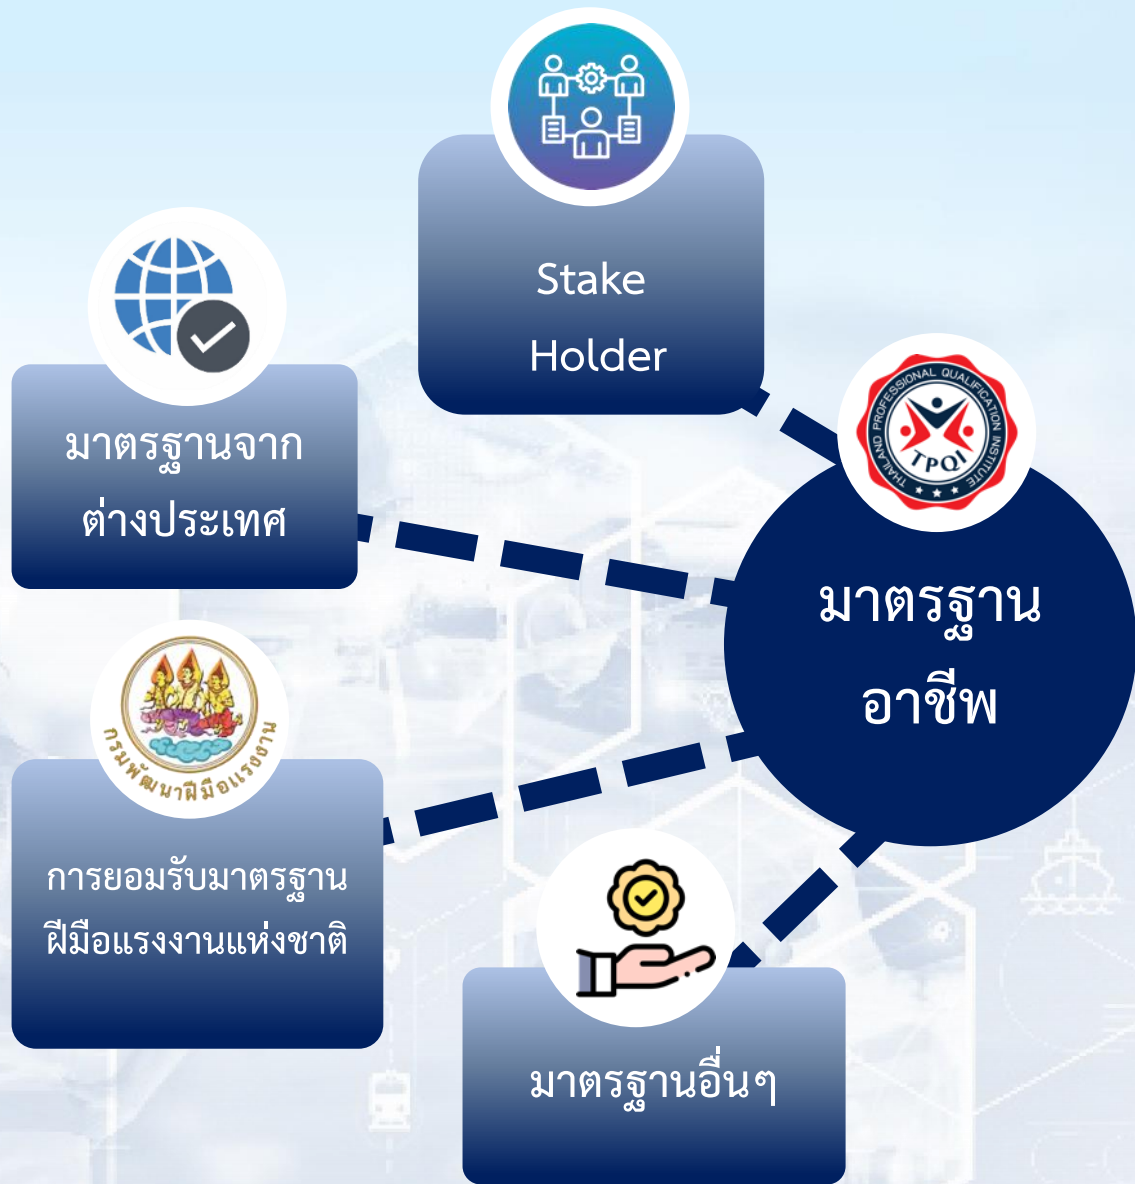 Stake
Holder
มาตรฐานจาก
ต่างประเทศ
THAILAND PROFESSIONAL QUALIFICATION INSTITUTE
TPQI
มาตรฐาน
อาชีพ
กรมพัฒนาฝีมือแรงงาน
การยอมรับมาตรฐาน
ฝีมือแรงงานแห่งชาติ
มาตรฐานอื่นๆ